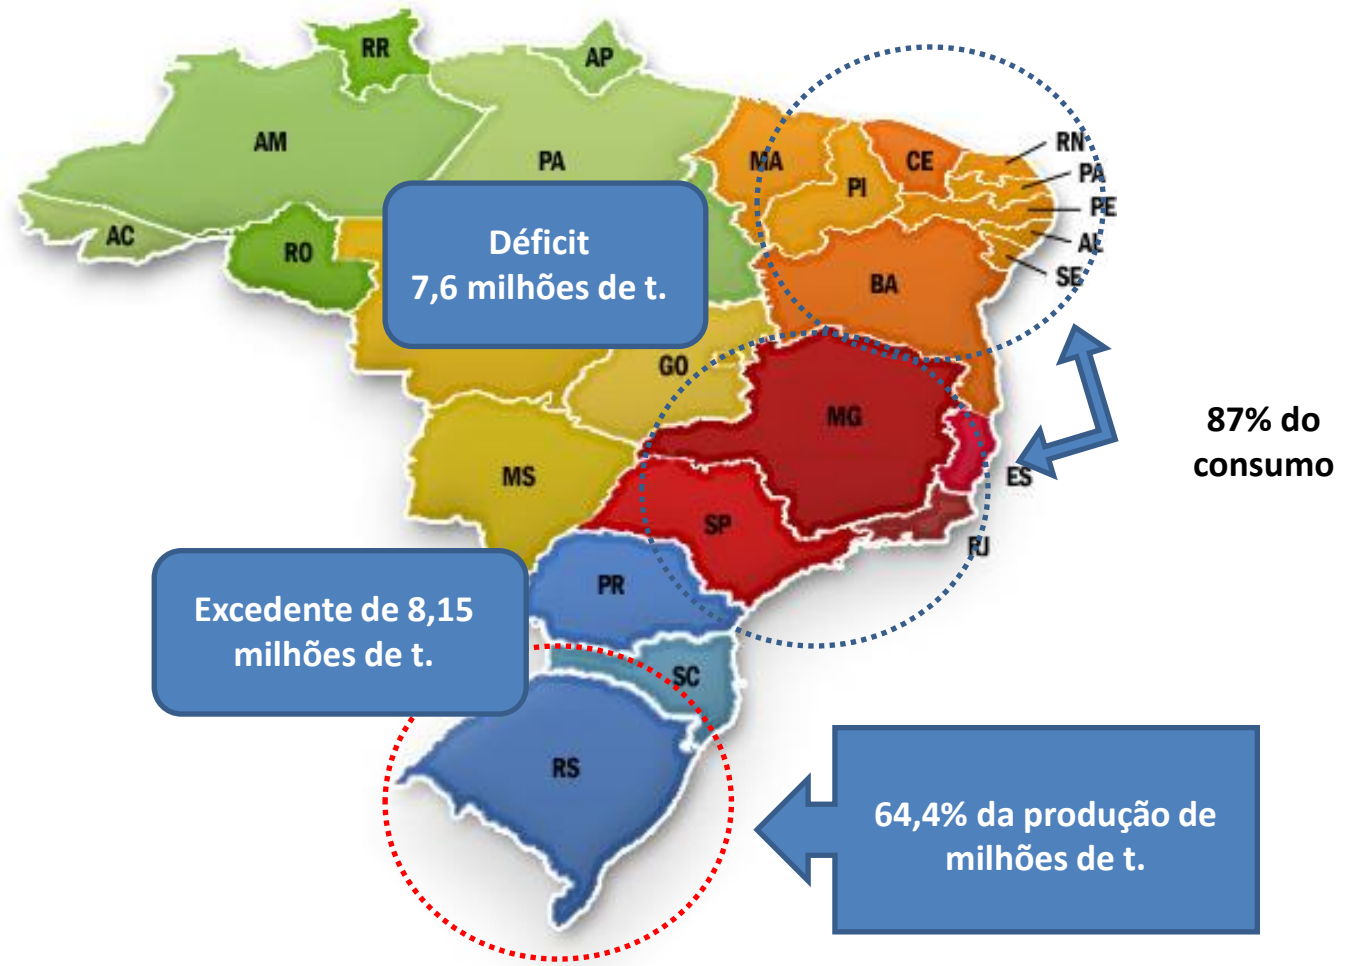 RR
AP
AM
PA
MA
CE
RN
PA
PI
PE
AC
RO
AL
SE
BA
Déficit
7,6 milhões de t.
GO
MG
87% do
consumo
MS
ES
SP
RJ
PR
Excedente de 8,15
milhões de t.
SC
RS
64,4% da produção de
milhões de t.